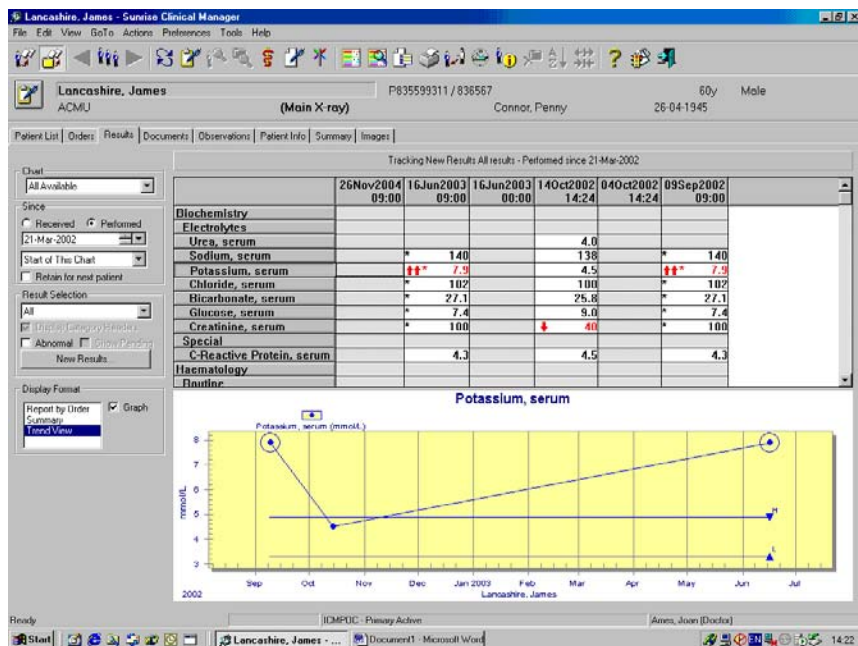 Lancashire, James - Sunrise Clinical Manager
File Edit View GoTo Actions Preferences Tools Help
Lancashire, James P835599311 / 836567 60y Male
ACMU (Main X-ray) Connor, Penny 26-04-1945
Patient List Orders Results Documents Observations Patient Info Summary Images
Tracking New Results All results - Performed since 21-Mar-2002
Chart
All Available
Since
Received Performed
21-Mar-2002
Start of This Chart
Retain for next patient
Result Selection
All
Display Category Headers
Abnormal Show Pending
New Results...
Display Format
Report by Order
Summary
Trend View
Graph
26Nov2004 16Jun2003 16Jun2003 14Oct2002 04Oct2002 09Sep2002
09:00 09:00 00:00 14:24 14:24 09:00
Biochemistry
Electrolytes
Urea, serum 4.0
Sodium, serum * 140 138 * 140
Potassium, serum * 7.9 4.5 * 7.9
Chloride, serum * 102 100 * 102
Bicarbonate, serum * 27.1 25.8 * 27.1
Glucose, serum * 7.4 9.0 * 7.4
Creatinine, serum * 100 40 * 100
Special
C-Reactive Protein, serum 4.3 4.5 4.3
Haematology
Routine
Potassium, serum
Potassium, serum (mmol/L)
8
7
6
5
4
3
mmol/L
H
L
Sep Oct Nov Dec Jan 2003 Feb Mar Apr May Jun Jul
2002 Lancashire, James
Ready ICMPOC - Primary Active Ames, Joan (Doctor)
Start Lancashire, James - ... Document1 - Microsoft Word EN 14:22